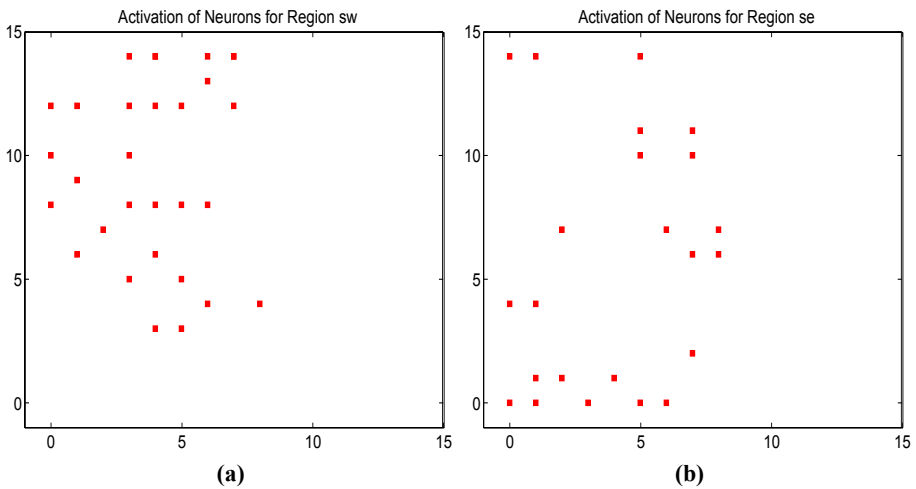 Activation of Neurons for Region sw
15
10
5
0
0 5 10 15
(a)
Activation of Neurons for Region se
15
10
5
0
0 5 10 15
(b)